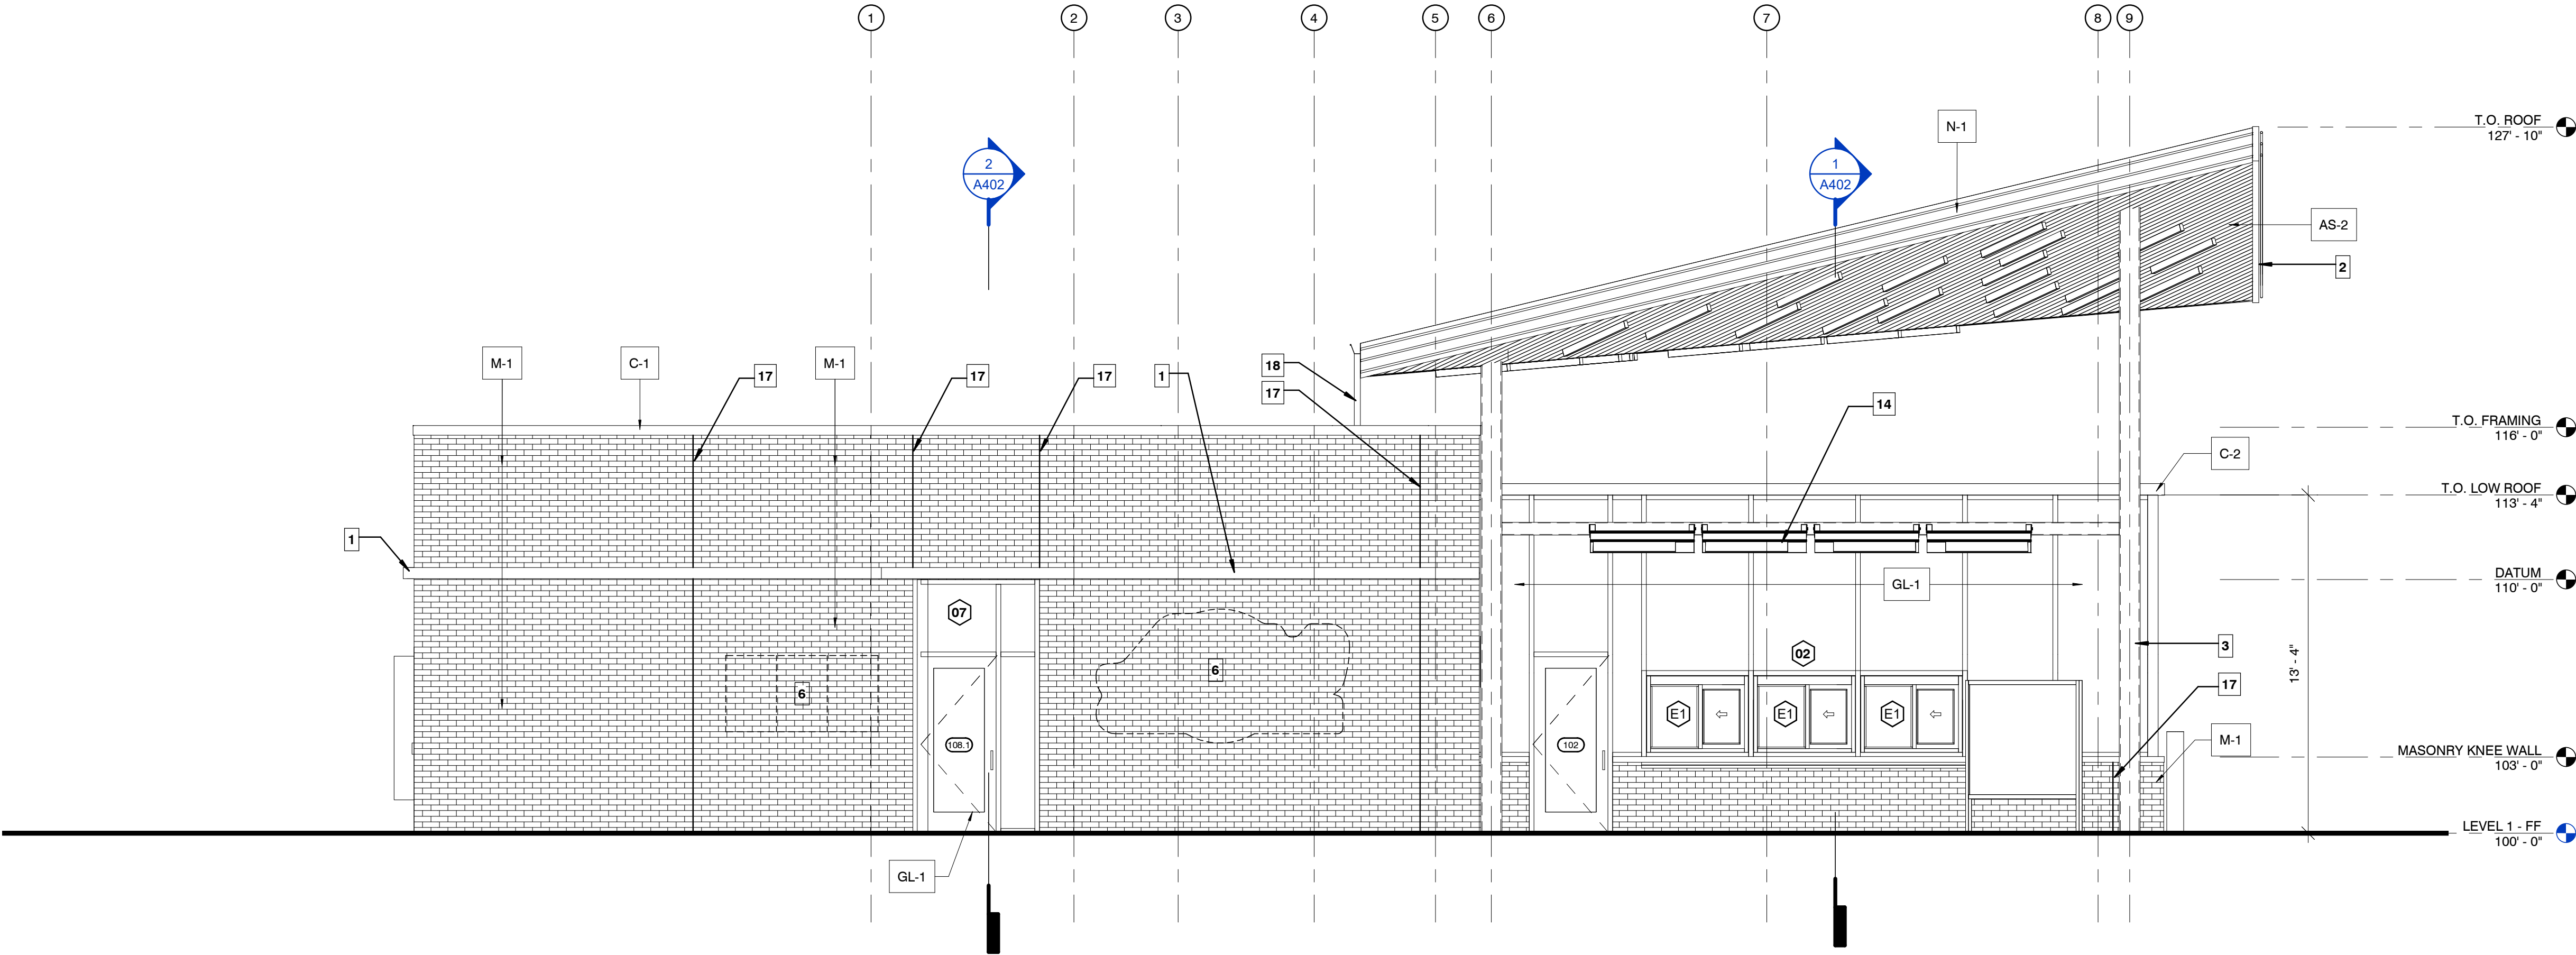 1
2
3
4
5
6
7
8
9
N-1
T.O. ROOF
127' - 10"
2
A402
1
A402
AS-2
2
M-1
C-1
17
M-1
17
17
1
18
17
14
T.O. FRAMING
116' - 0"
C-2
T.O. LOW ROOF
113' - 4"
1
DATUM
110' - 0"
GL-1
07
02
6
6
3
13' - 4"
17
E1
E1
E1
108.1
102
M-1
MASONRY KNEE WALL
103' - 0"
LEVEL 1 - FF
100' - 0"
GL-1